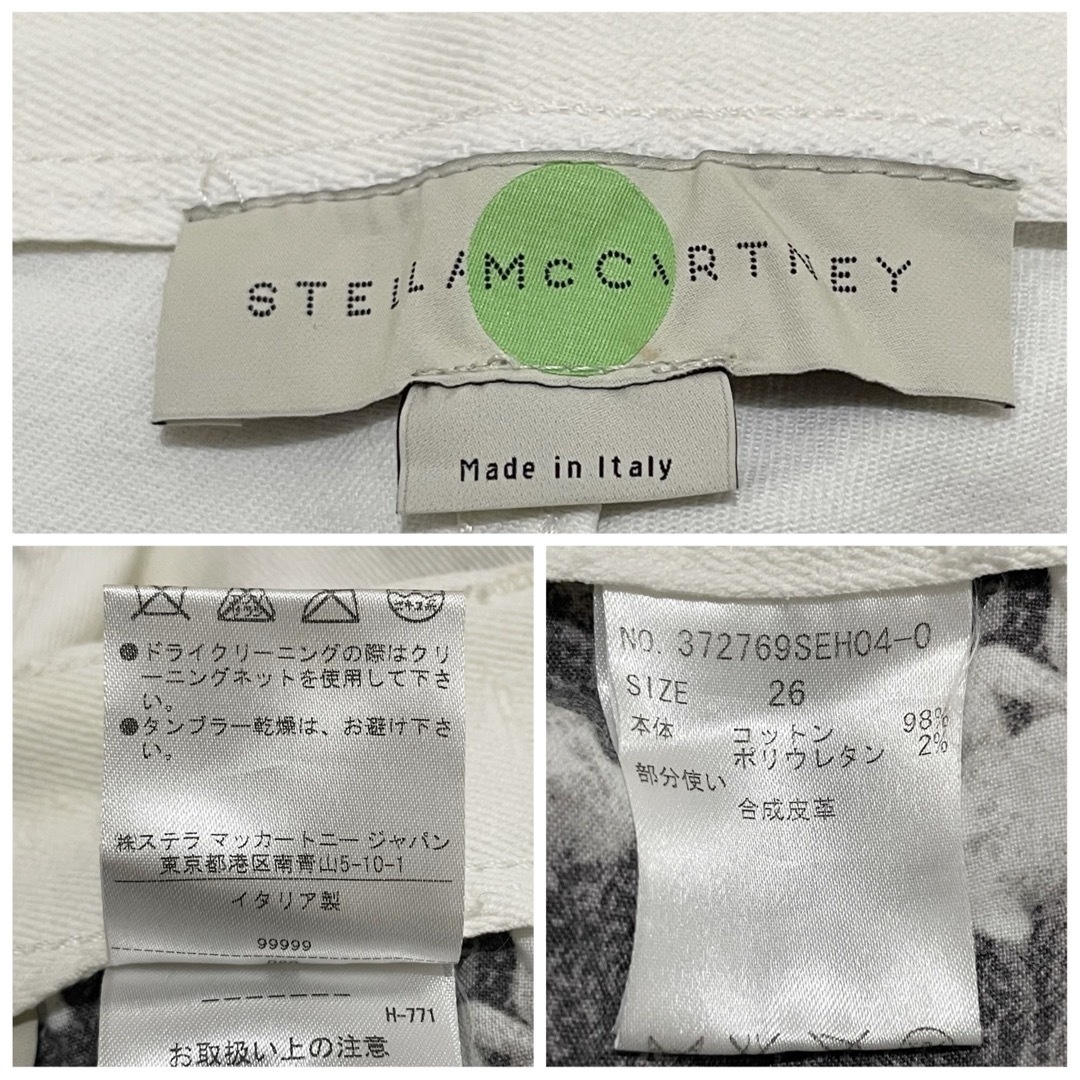 STELLA McCARTNEY
Made in Italy
●ドライクリーニングの際はクリ
ーニングネットを使用して下さ
い。
●タンブラー乾燥は、お避け下さ
い。
株ステラ マッカートニー ジャパン
東京都港区南青山5-10-1
イタリア製
99999
H-771
お取扱い上の注意
NO. 372769SEH04-0
SIZE 26
本体 コットン 98%
ポリウレタン 2%
部分使い
合成皮革